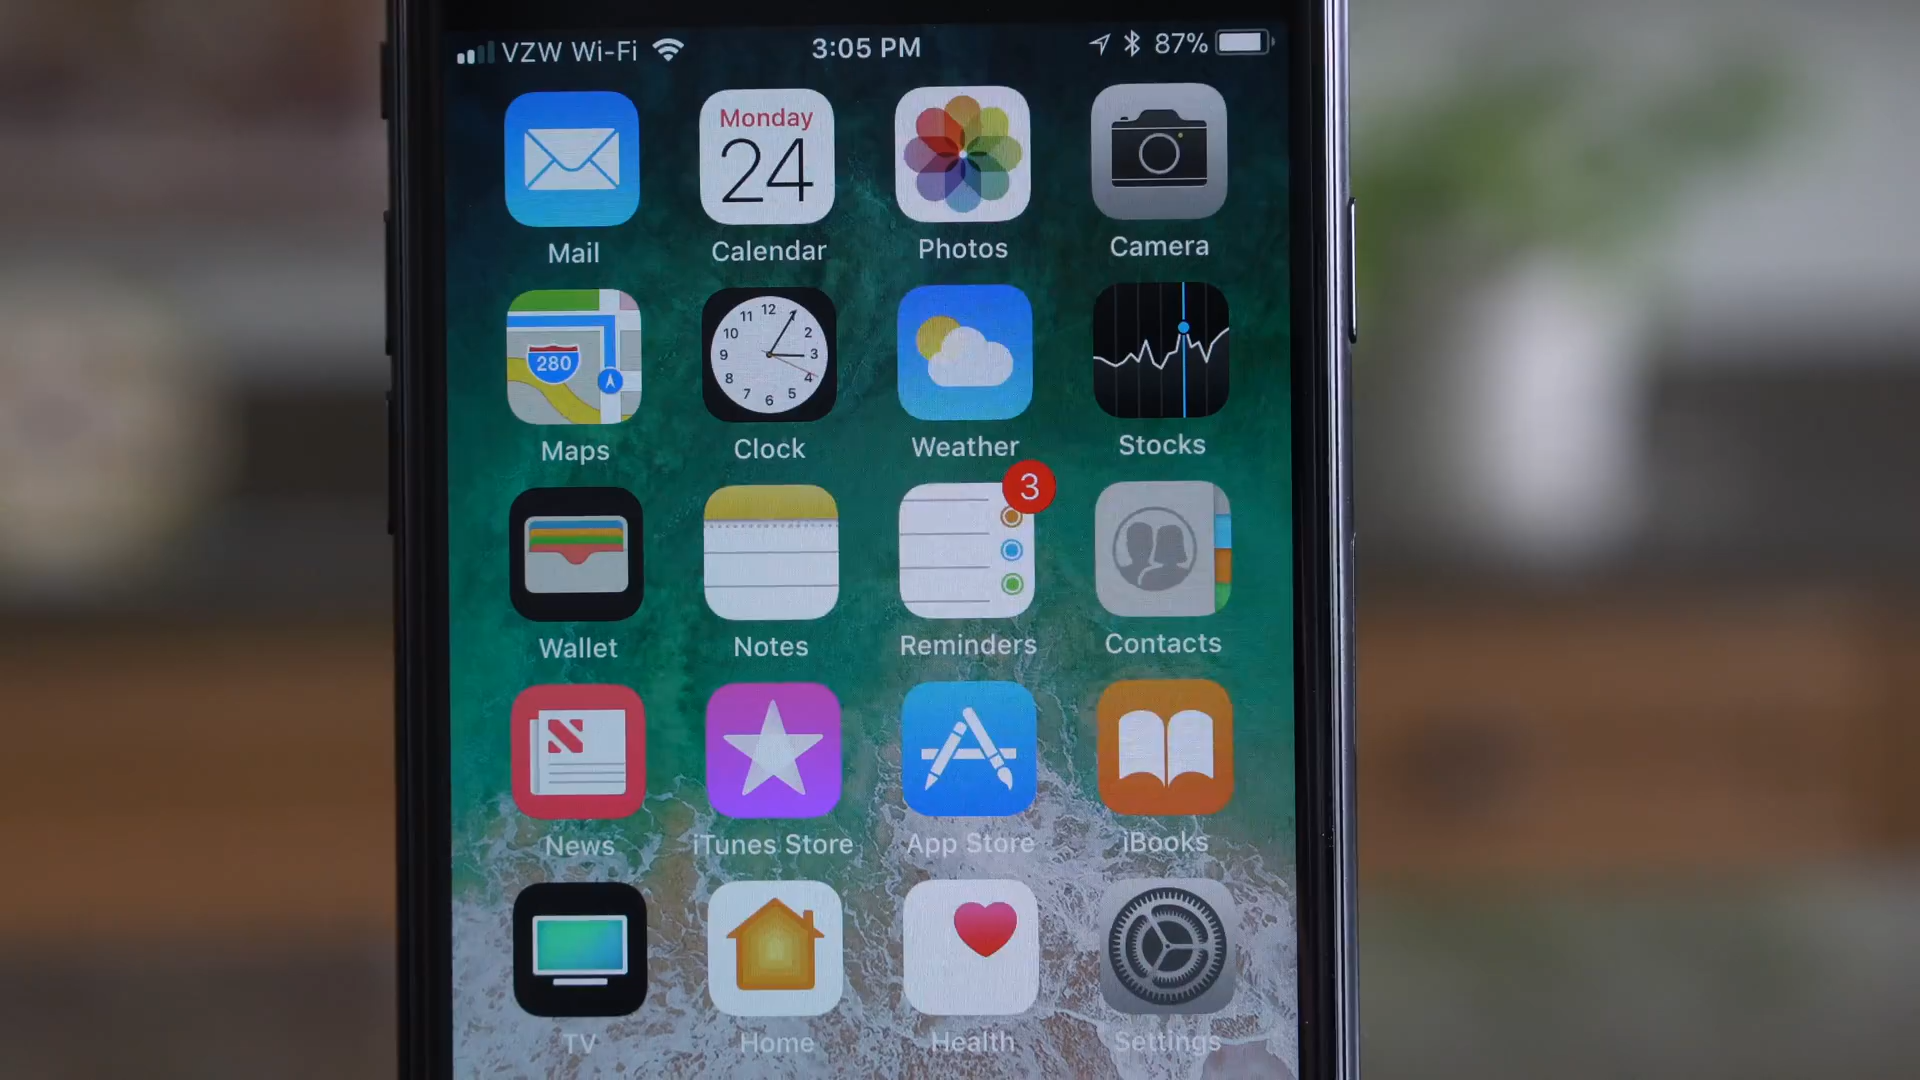 VZW Wi-Fi 3:05 PM 87%
Monday
24
Mail Calendar Photos Camera
12
11 1
10 2
9 3
8 4
7 5
6
280
Maps Clock Weather Stocks
3
Wallet Notes Reminders Contacts
News iTunes Store App Store iBooks
TV Home Health Settings